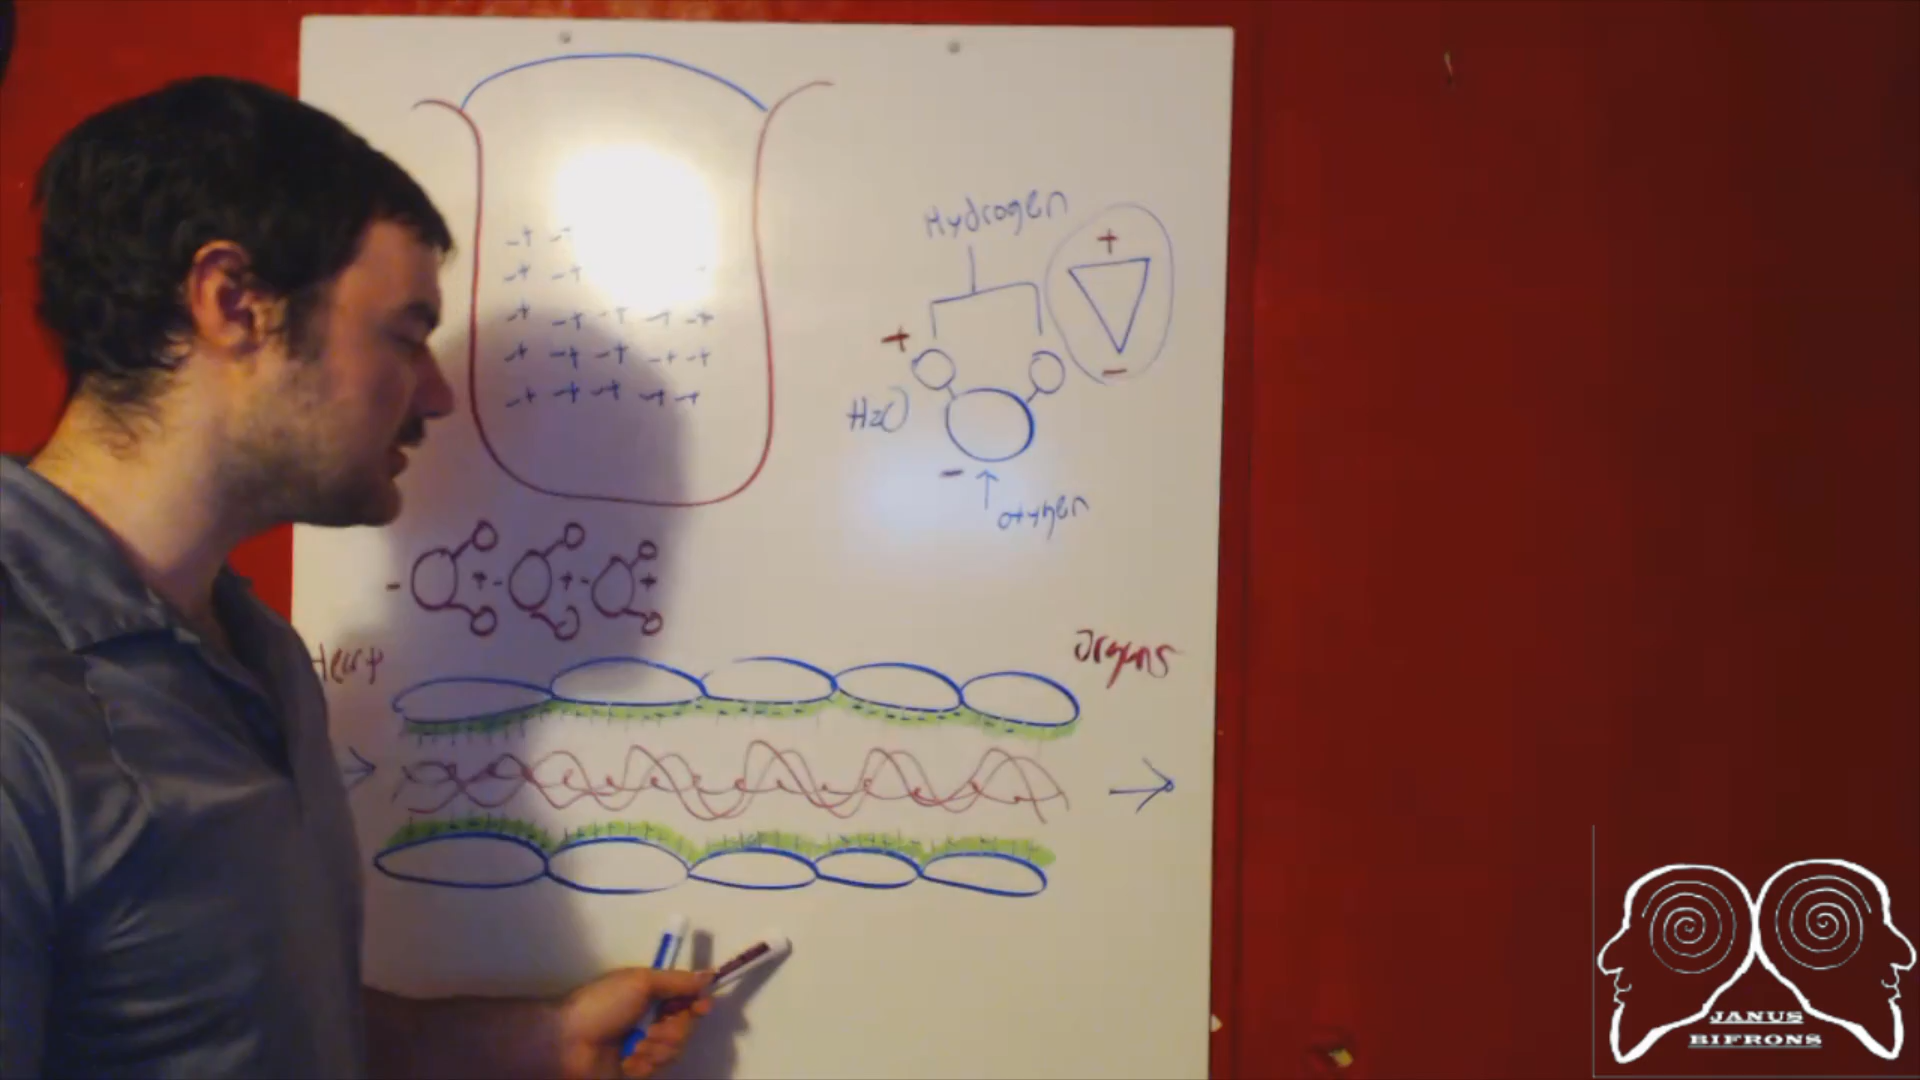 Hydrogen
+
-+ -
-+ -+ -
+
-+ -+ -+ -+ -+
-+ -+ -+ -+ -+
-
H2O
-+ -+ -+ -+ -+
-
oxygen
- + - + - +
Heart
Organs
JANUS
BIFRONS